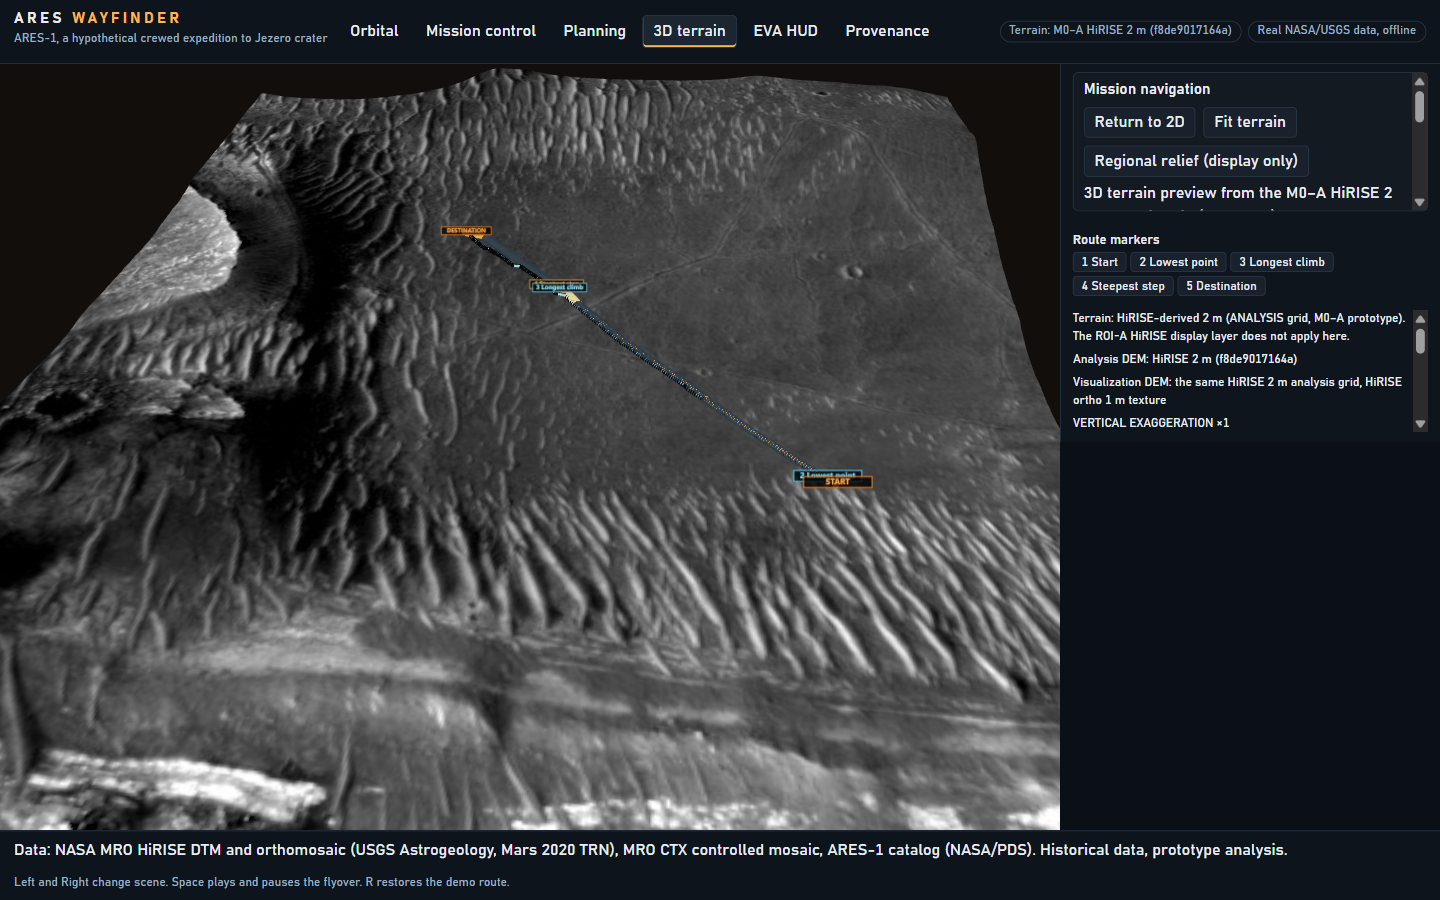 ARES WAYFINDER
ARES-1, a hypothetical crewed expedition to Jezero crater
Orbital
Mission control
Planning
3D terrain
EVA HUD
Provenance
Terrain: M0–A HiRISE 2 m (f8de9017164a)
Real NASA/USGS data, offline
Mission navigation
Return to 2D
Fit terrain
Regional relief (display only)
3D terrain preview from the M0–A HiRISE 2
Route markers
1 Start
2 Lowest point
3 Longest climb
4 Steepest step
5 Destination
Terrain: HiRISE-derived 2 m (ANALYSIS grid, M0–A prototype).
The ROI-A HiRISE display layer does not apply here.
Analysis DEM: HiRISE 2 m (f8de9017164a)
Visualization DEM: the same HiRISE 2 m analysis grid, HiRISE
ortho 1 m texture
VERTICAL EXAGGERATION ×1
DESTINATION
3 Longest climb
2 Lowest point
START
Data: NASA MRO HiRISE DTM and orthomosaic (USGS Astrogeology, Mars 2020 TRN), MRO CTX controlled mosaic, ARES-1 catalog (NASA/PDS). Historical data, prototype analysis.
Left and Right change scene. Space plays and pauses the flyover. R restores the demo route.